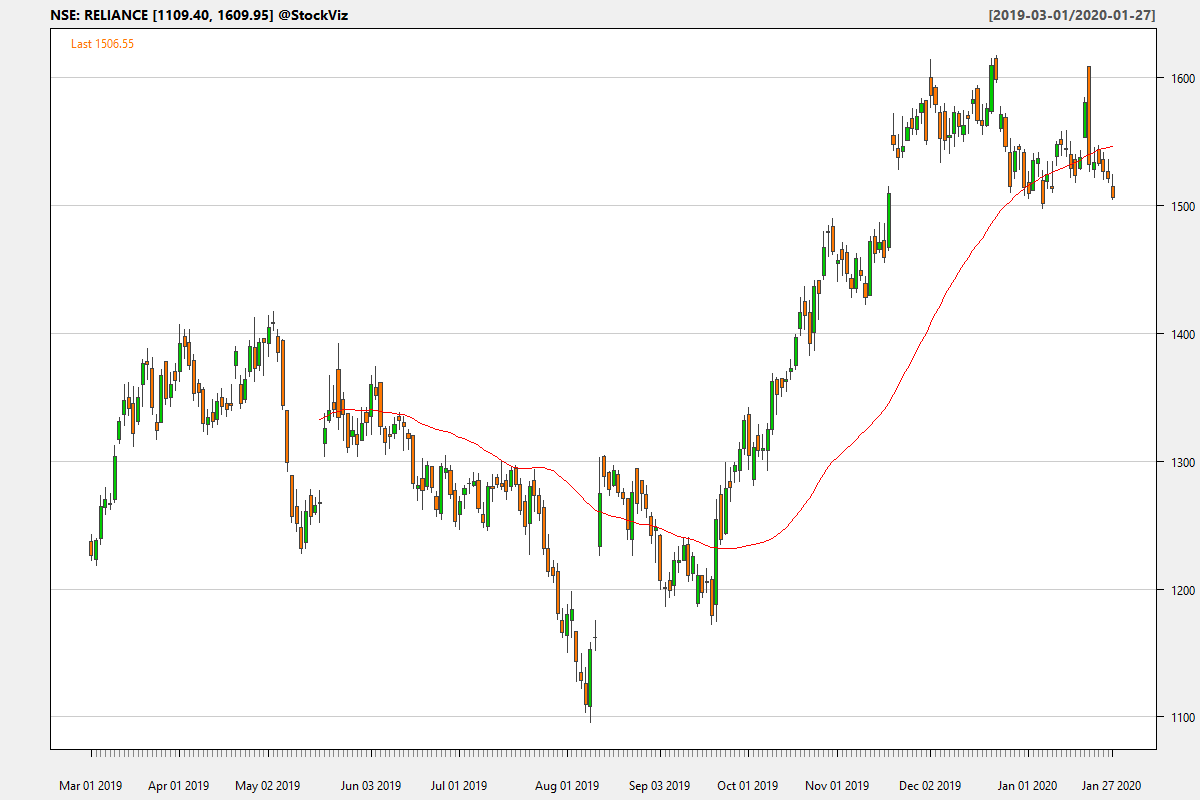 NSE: RELIANCE [1109.40, 1609.95] @StockViz
[2019-03-01/2020-01-27]
Last 1506.55
1600
1500
1400
1300
1200
1100
Mar 01 2019 Apr 01 2019 May 02 2019 Jun 03 2019 Jul 01 2019 Aug 01 2019 Sep 03 2019 Oct 01 2019 Nov 01 2019 Dec 02 2019 Jan 01 2020 Jan 27 2020